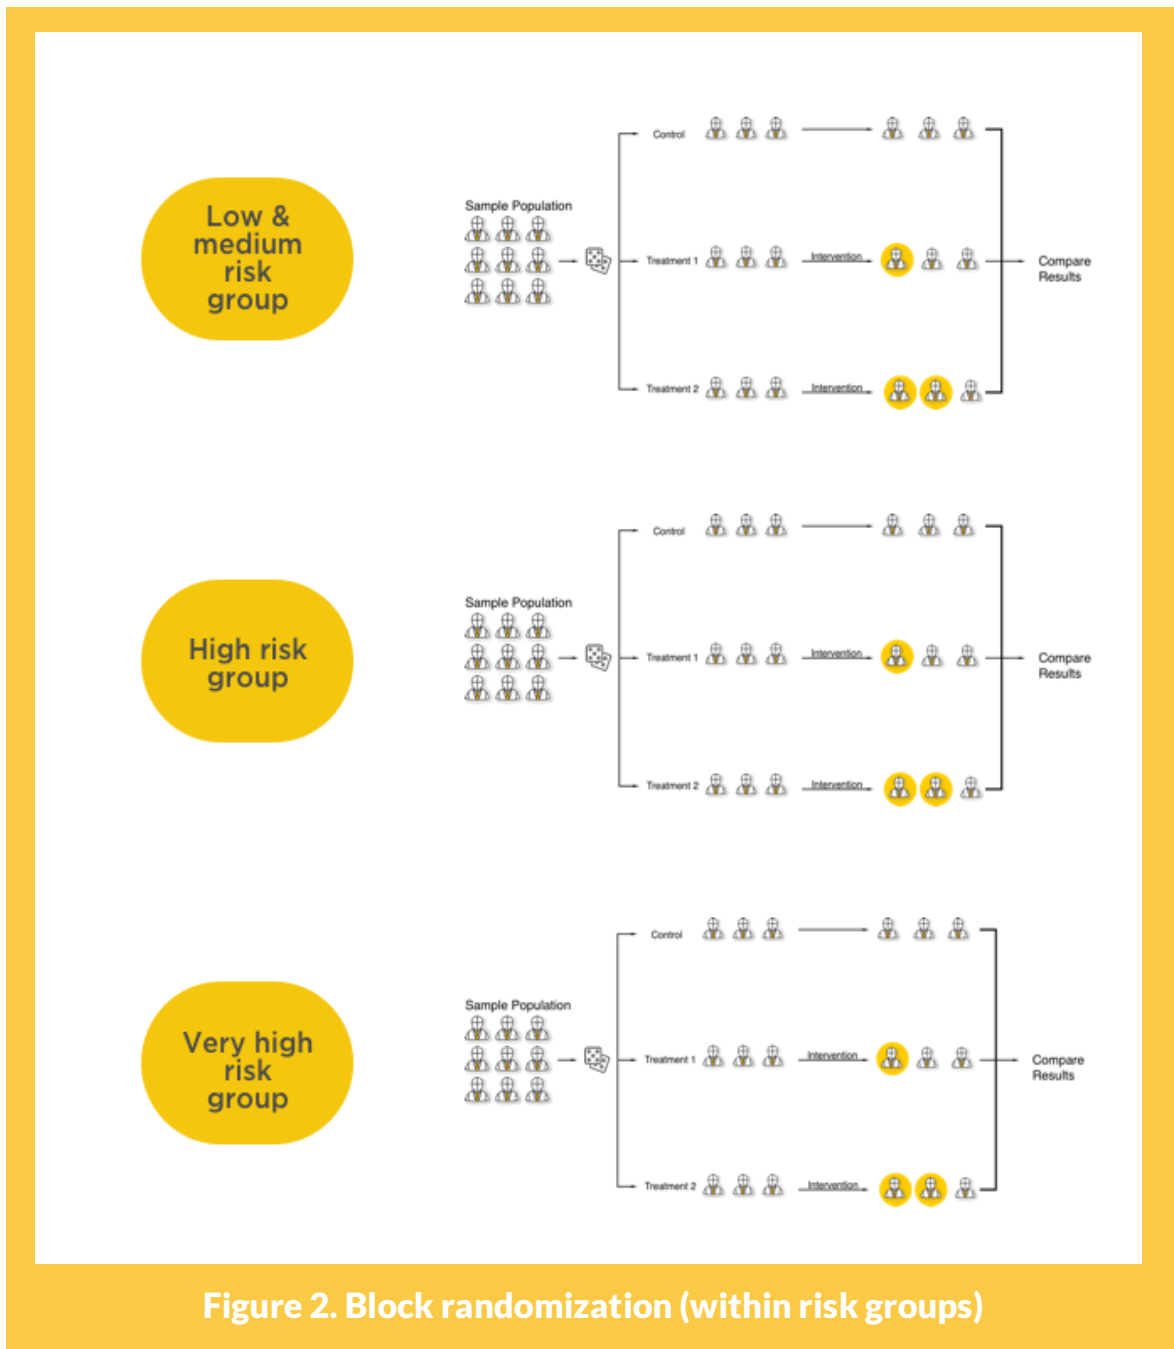 Low &
medium
risk
group
Sample Population
Control
Treatment 1
Intervention
Treatment 2
Intervention
Compare
Results
High risk
group
Sample Population
Control
Treatment 1
Intervention
Treatment 2
Intervention
Compare
Results
Very high
risk
group
Sample Population
Control
Treatment 1
Intervention
Treatment 2
Intervention
Compare
Results
Figure 2. Block randomization (within risk groups)